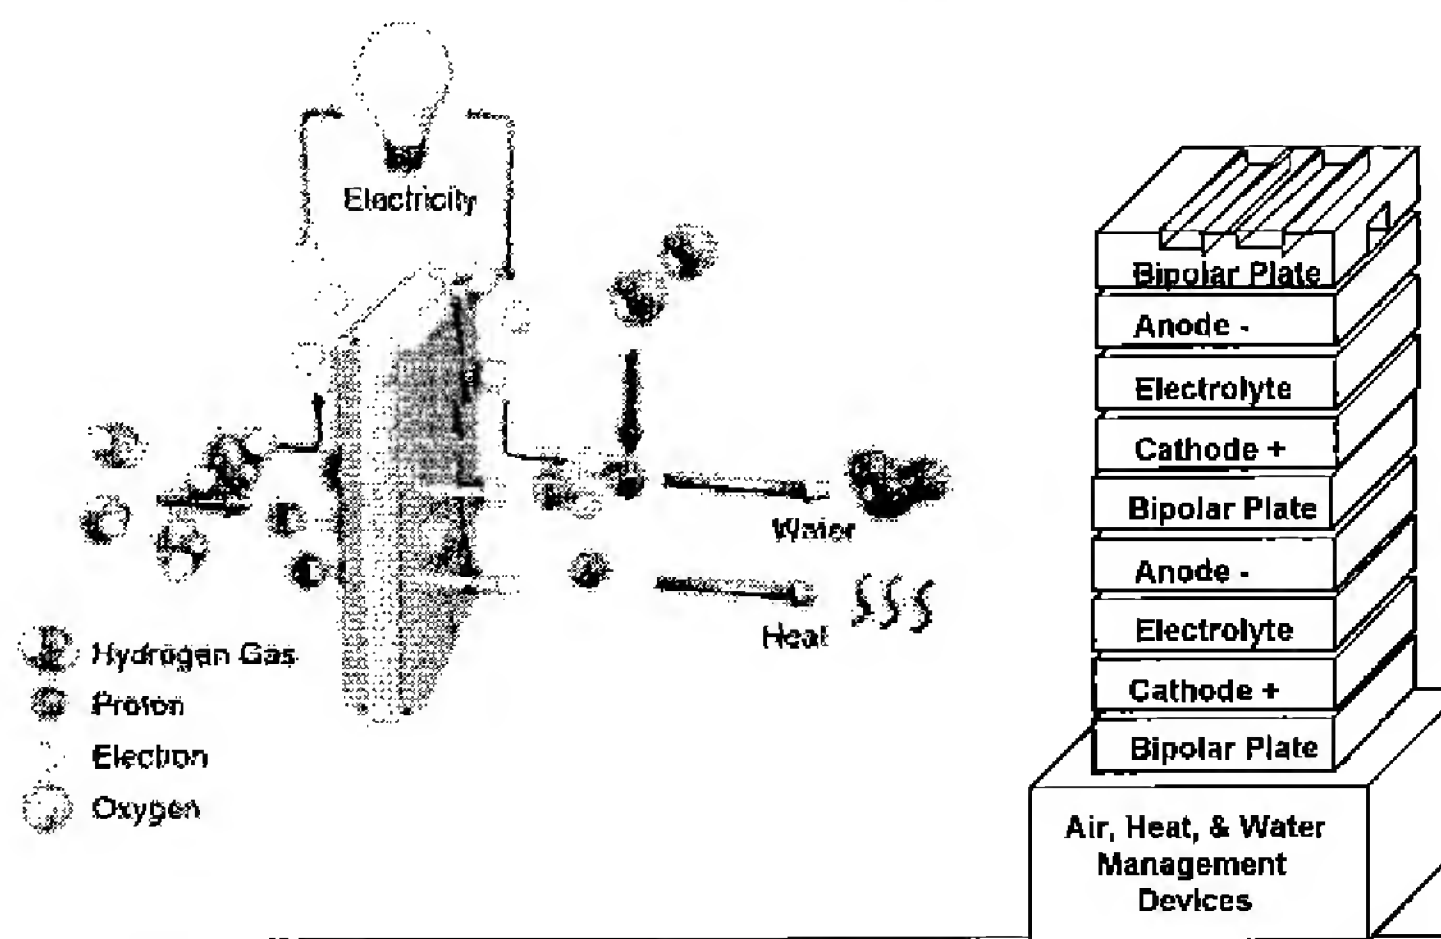 Electricity
Water
Heat
Hydrogen Gas
Proton
Electron
Oxygen
Bipolar Plate
Anode -
Electrolyte
Cathode +
Bipolar Plate
Anode -
Electrolyte
Cathode +
Bipolar Plate
Air, Heat, & Water
Management
Devices